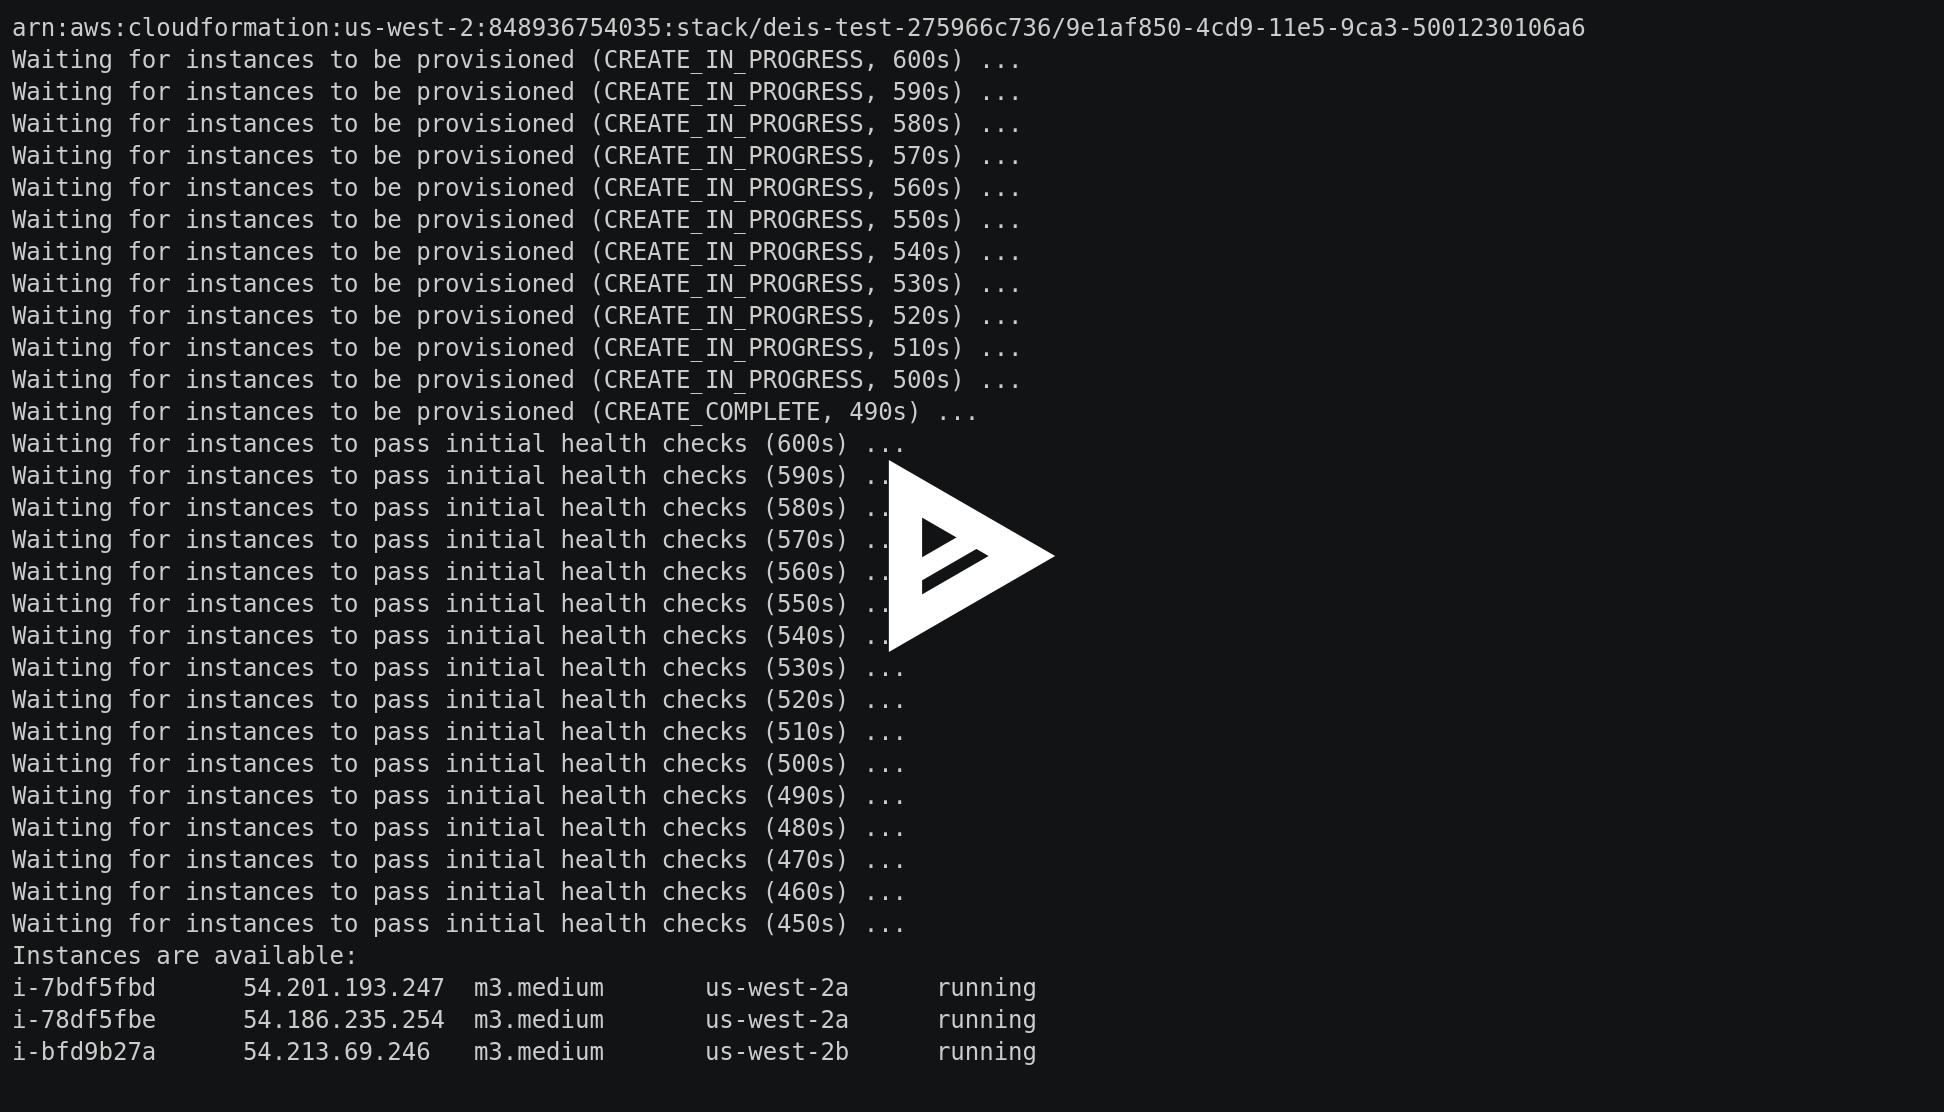 arn:aws:cloudformation:us-west-2:848936754035:stack/deis-test-275966c736/9e1af850-4cd9-11e5-9ca3-5001230106a6
Waiting for instances to be provisioned (CREATE_IN_PROGRESS, 600s) ...
Waiting for instances to be provisioned (CREATE_IN_PROGRESS, 590s) ...
Waiting for instances to be provisioned (CREATE_IN_PROGRESS, 580s) ...
Waiting for instances to be provisioned (CREATE_IN_PROGRESS, 570s) ...
Waiting for instances to be provisioned (CREATE_IN_PROGRESS, 560s) ...
Waiting for instances to be provisioned (CREATE_IN_PROGRESS, 550s) ...
Waiting for instances to be provisioned (CREATE_IN_PROGRESS, 540s) ...
Waiting for instances to be provisioned (CREATE_IN_PROGRESS, 530s) ...
Waiting for instances to be provisioned (CREATE_IN_PROGRESS, 520s) ...
Waiting for instances to be provisioned (CREATE_IN_PROGRESS, 510s) ...
Waiting for instances to be provisioned (CREATE_IN_PROGRESS, 500s) ...
Waiting for instances to be provisioned (CREATE_COMPLETE, 490s) ...
Waiting for instances to pass initial health checks (600s) ...
Waiting for instances to pass initial health checks (590s) ..
Waiting for instances to pass initial health checks (580s) ..
Waiting for instances to pass initial health checks (570s) ..
Waiting for instances to pass initial health checks (560s) ..
Waiting for instances to pass initial health checks (550s) ..
Waiting for instances to pass initial health checks (540s) ..
Waiting for instances to pass initial health checks (530s) ...
Waiting for instances to pass initial health checks (520s) ...
Waiting for instances to pass initial health checks (510s) ...
Waiting for instances to pass initial health checks (500s) ...
Waiting for instances to pass initial health checks (490s) ...
Waiting for instances to pass initial health checks (480s) ...
Waiting for instances to pass initial health checks (470s) ...
Waiting for instances to pass initial health checks (460s) ...
Waiting for instances to pass initial health checks (450s) ...
Instances are available:
i-7bdf5fbd      54.201.193.247  m3.medium       us-west-2a      running
i-78df5fbe      54.186.235.254  m3.medium       us-west-2a      running
i-bfd9b27a      54.213.69.246   m3.medium       us-west-2b      running